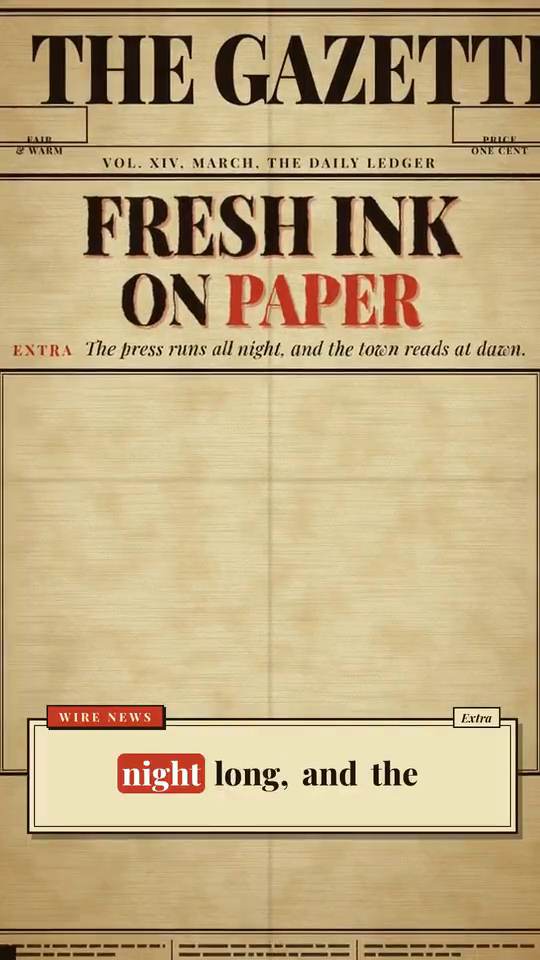 THE GAZETT
FAIR
& WARM
PRICE
ONE CENT
VOL. XIV, MARCH, THE DAILY LEDGER
FRESH INK
ON PAPER
EXTRA The press runs all night, and the town reads at dawn.
WIRE NEWS
Extra
night long, and the